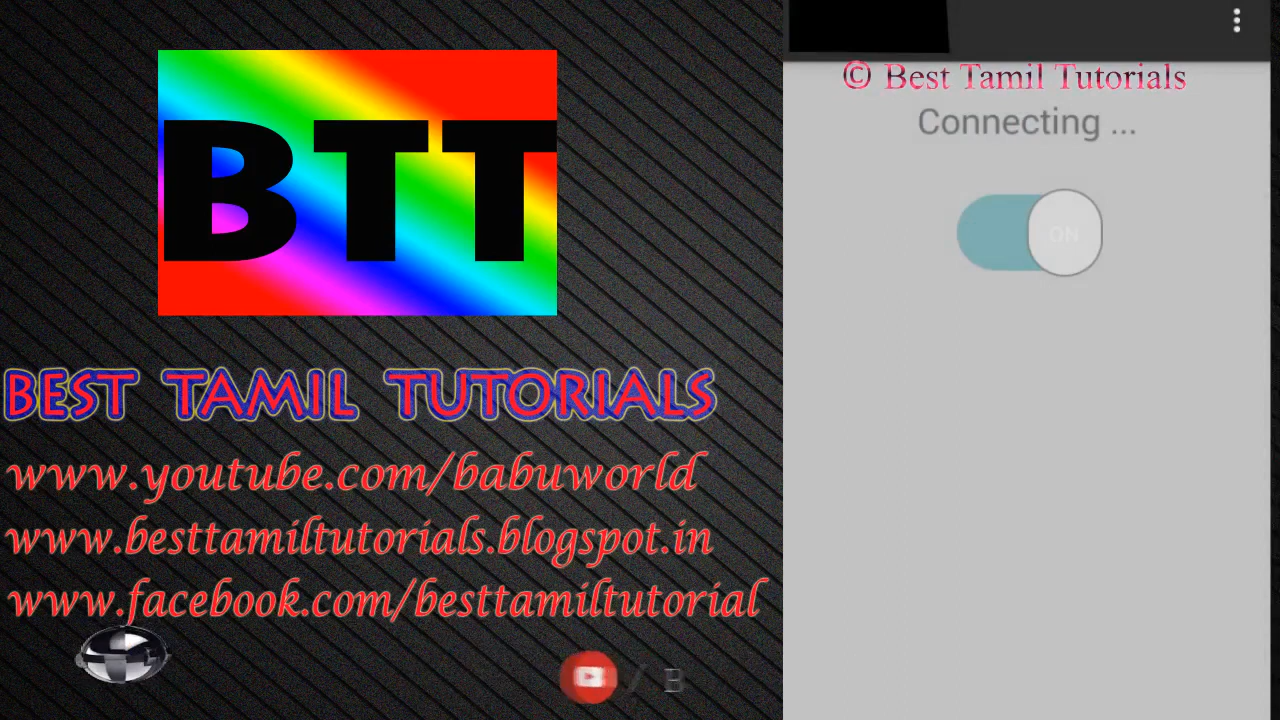 BTT
BEST TAMIL TUTORIALS
www.youtube.com/babuworld
www.besttamiltutorials.blogspot.in
www.facebook.com/besttamiltutorial
/ B
© Best Tamil Tutorials
Connecting ...
ON